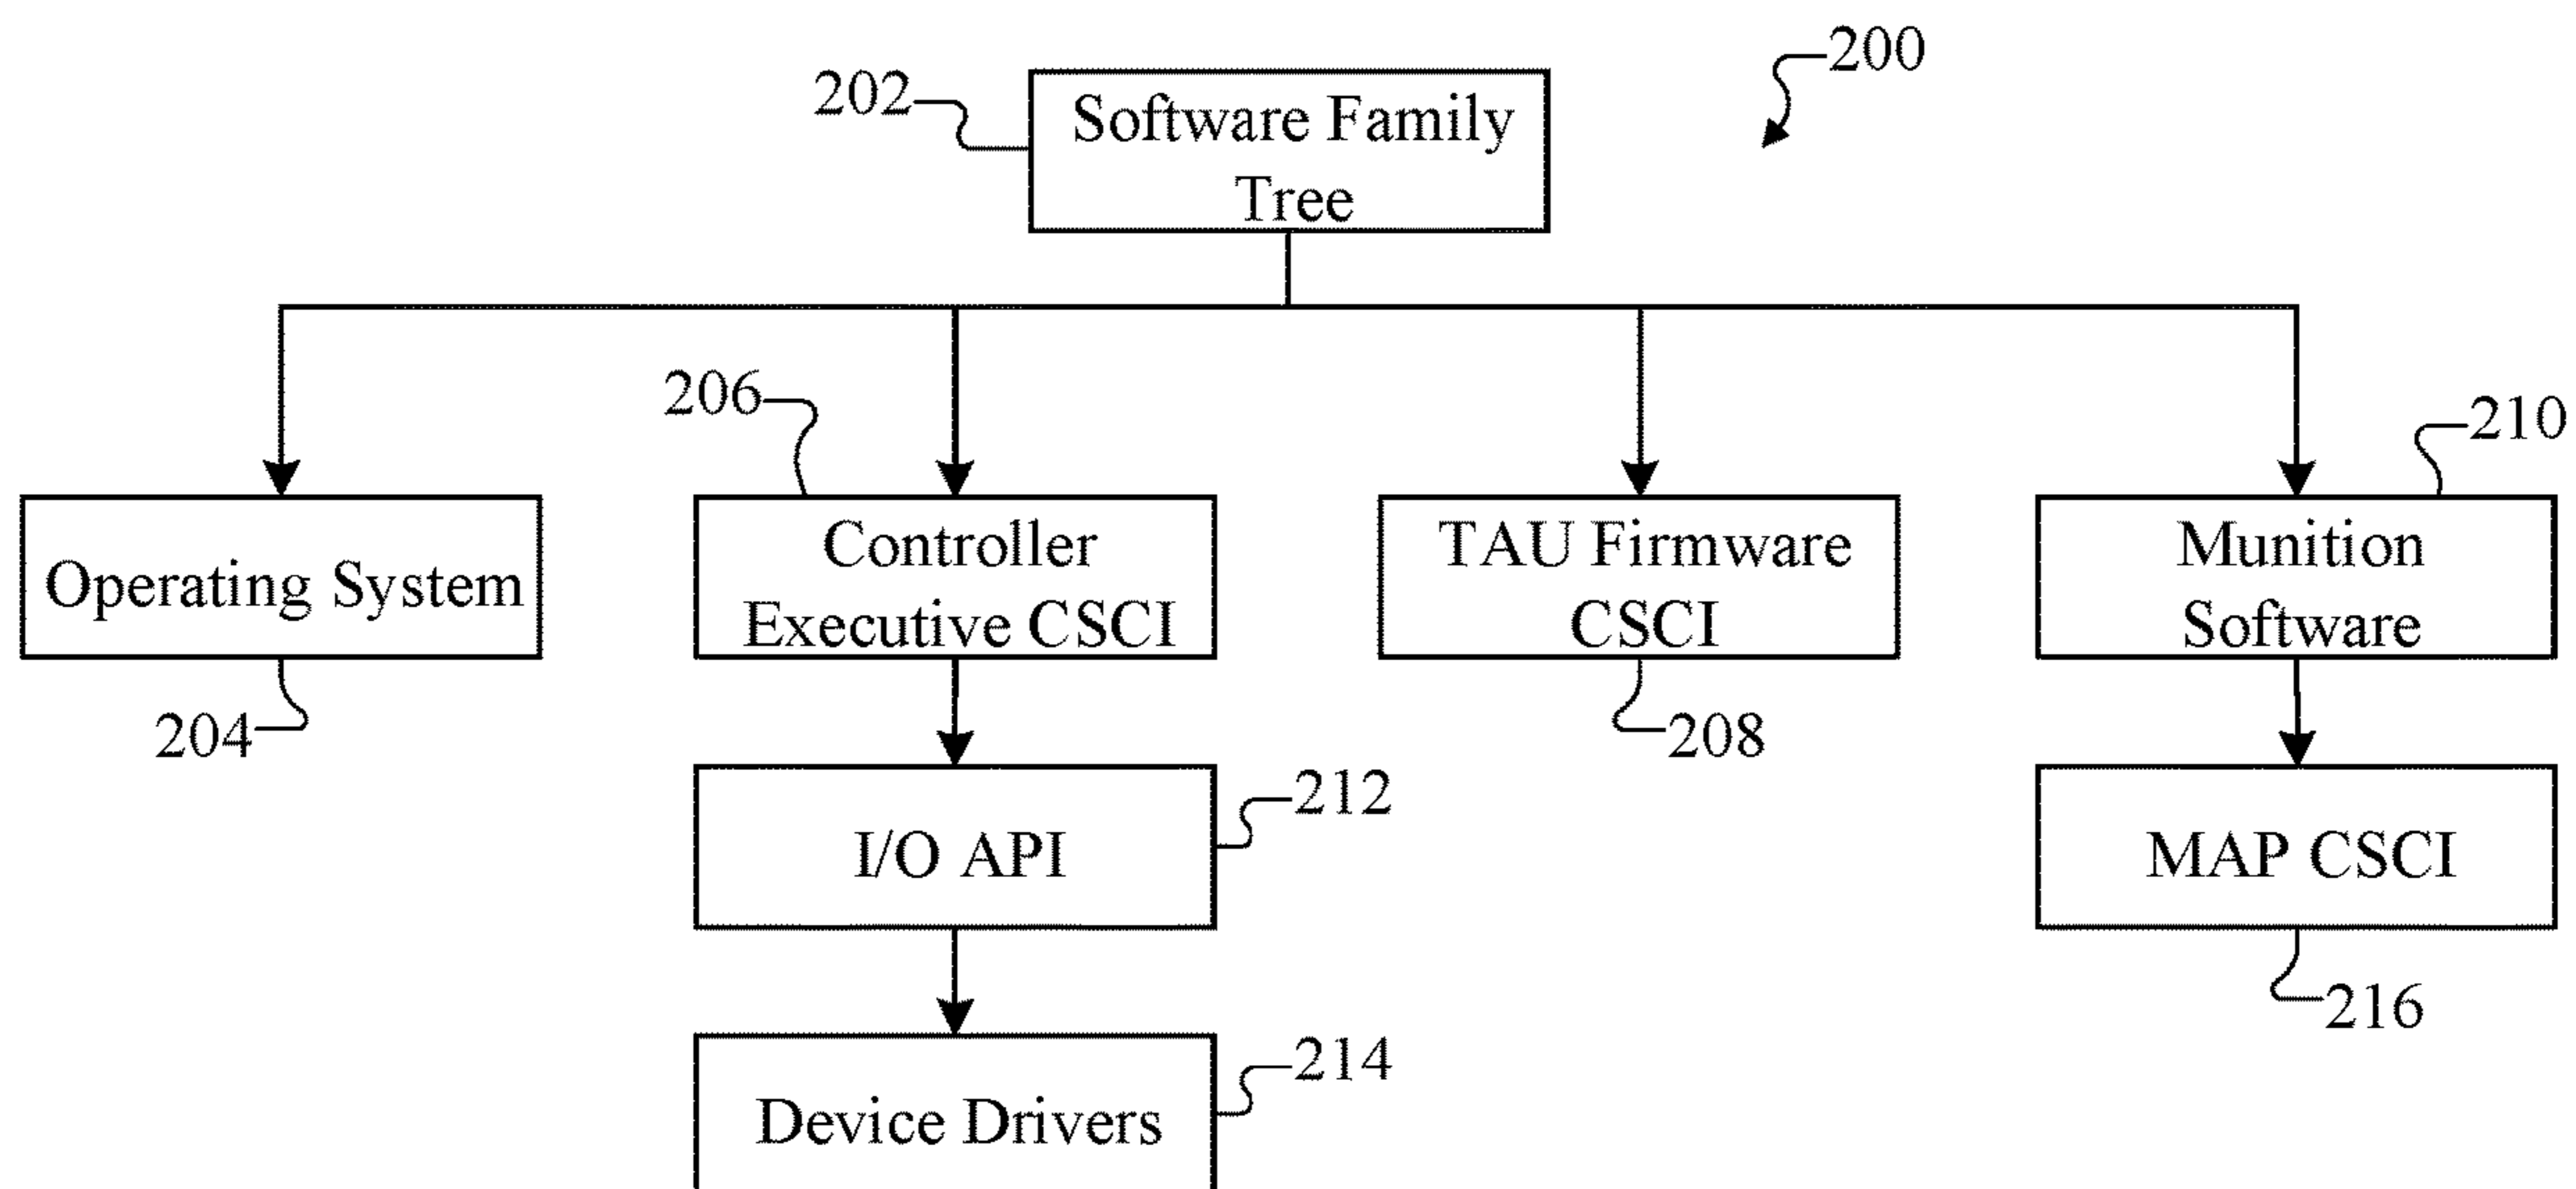 200
202
Software Family
Tree
206
210
Operating System
Controller
Executive CSCI
TAU Firmware
CSCI
Munition
Software
204
208
212
I/O API
MAP CSCI
216
214
Device Drivers